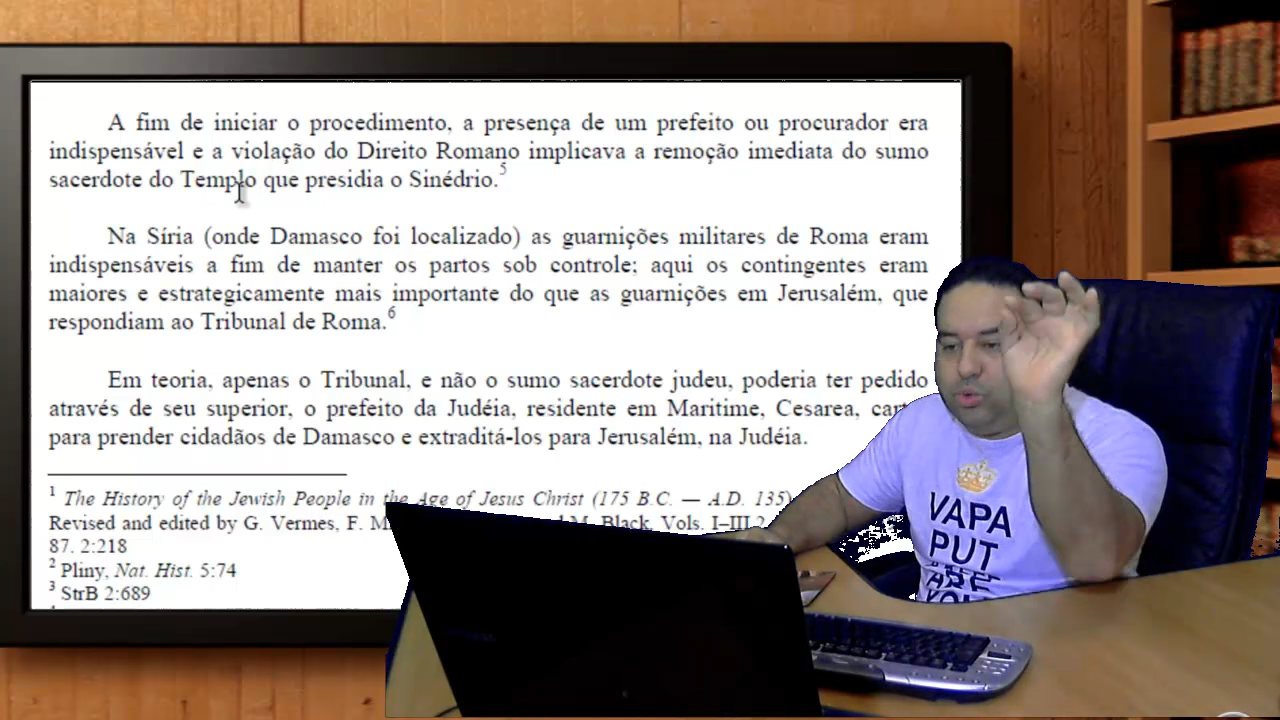 A fim de iniciar o procedimento, a presença de um prefeito ou procurador era
indispensável e a violação do Direito Romano implicava a remoção imediata do sumo
sacerdote do Templo que presidia o Sinédrio.5
Na Síria (onde Damasco foi localizado) as guarnições militares de Roma eram
indispensáveis a fim de manter os partos sob controle; aqui os contingentes eram
maiores e estrategicamente mais importante do que as guarnições em Jerusalém, que
respondiam ao Tribunal de Roma.6
Em teoria, apenas o Tribunal, e não o sumo sacerdote judeu, poderia ter pedido
através de seu superior, o prefeito da Judéia, residente em Maritime, Cesarea,
para prender cidadãos de Damasco e extraditá-los para Jerusalém, na Judéia.
1 The History of the Jewish People in the Age of Jesus Christ (175 B.C. — A.D. 135)
Revised and edited by G. Vermes, F. M. Black, Vols. I–III
87. 2:218
2 Pliny, Nat. Hist. 5:74
3 StrB 2:689
VAPA
PUT
ARE